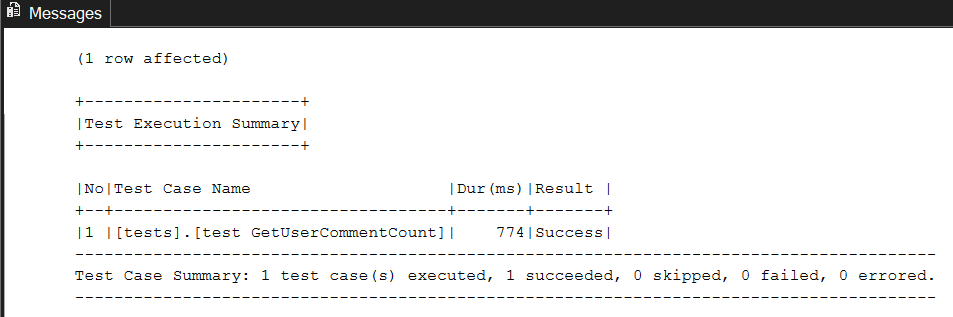 Messages
(1 row affected)
+----------------------+
|Test Execution Summary|
+----------------------+
|No|Test Case Name                    |Dur(ms)|Result |
+--+----------------------------------+-------+-------+
|1 |[tests].[test GetUserCommentCount]|    774|Success|
----------------------------------------------------------------------------------------
Test Case Summary: 1 test case(s) executed, 1 succeeded, 0 skipped, 0 failed, 0 errored.
----------------------------------------------------------------------------------------